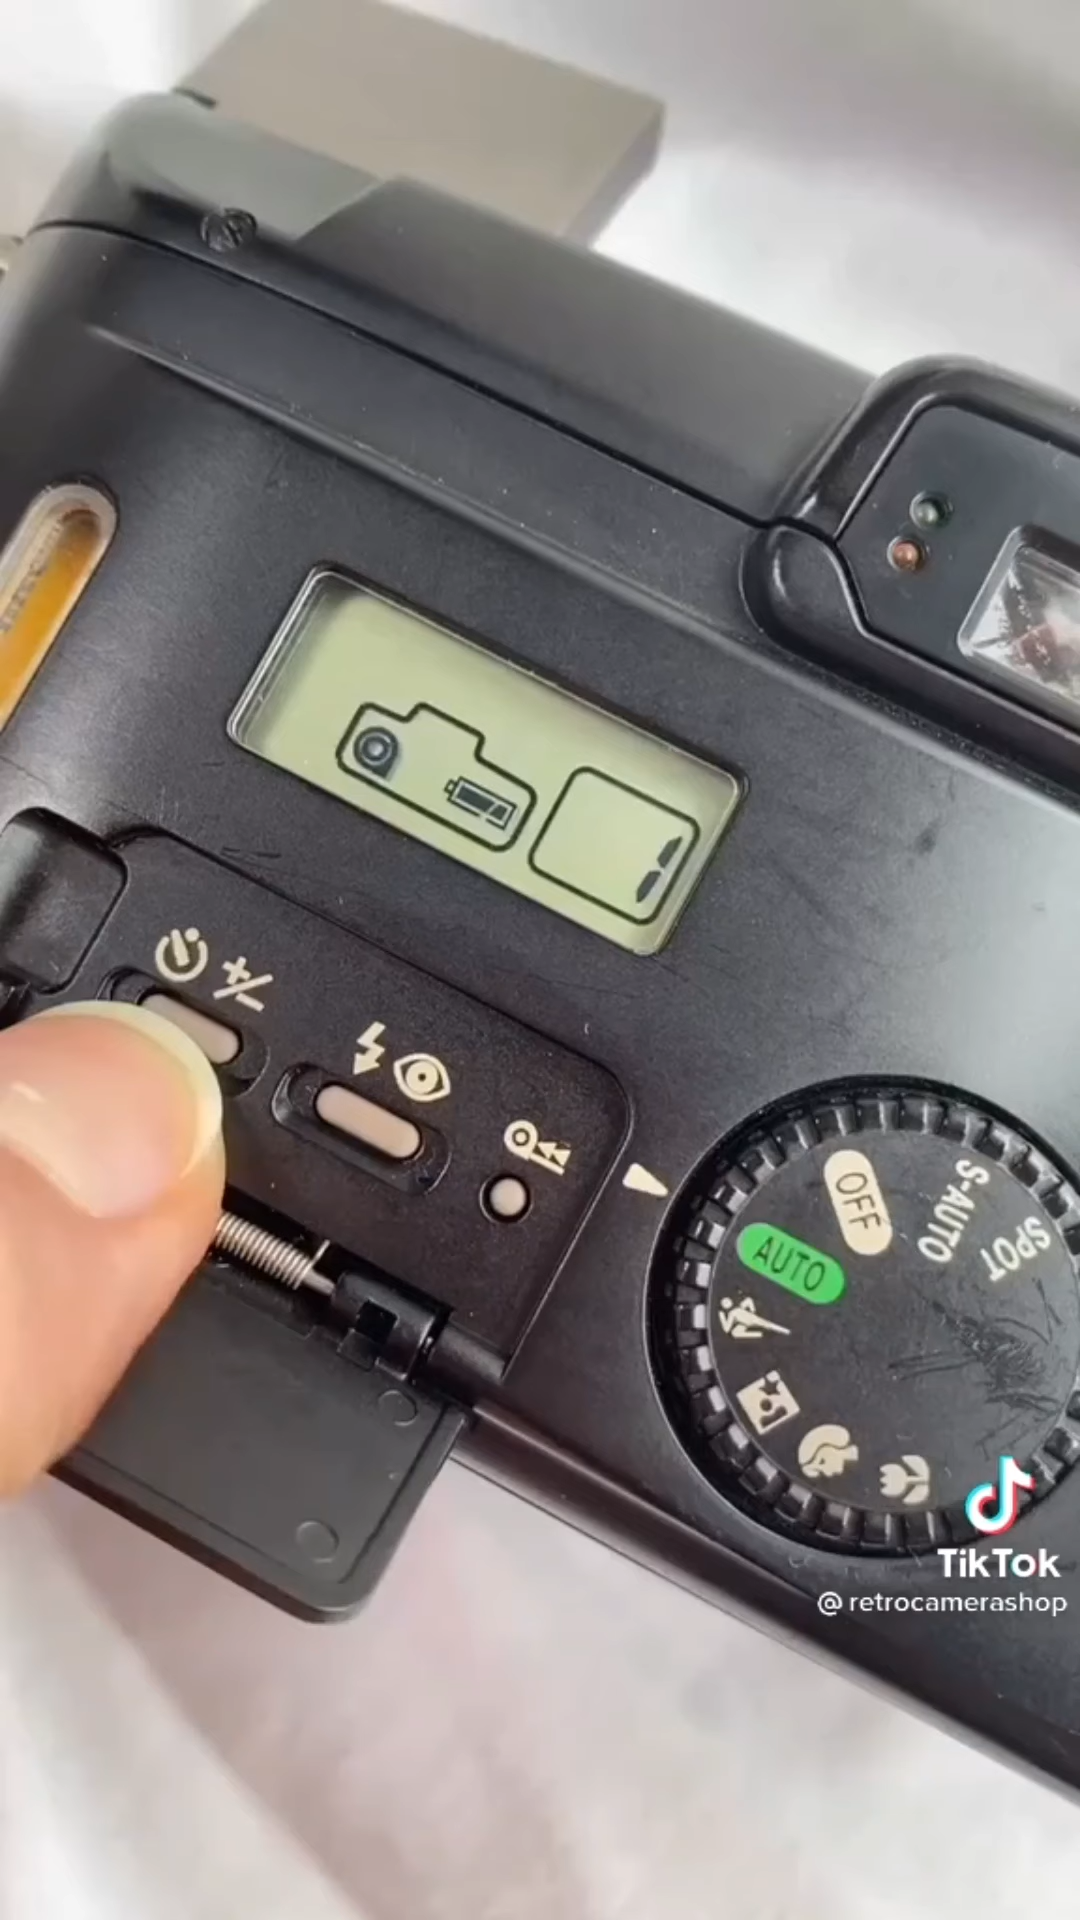 +/-
OFF
S-AUTO
SPOT
AUTO
TikTok
@ retrocamerashop